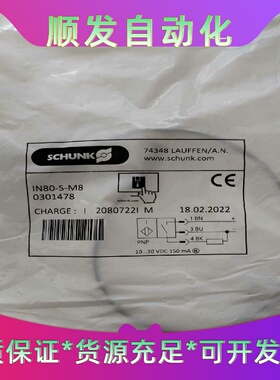 顺发自动化
SCHUNK
74348 LAUFFEN/A.N.
www.schunk.com
IN80-S-M8
0301478
CHARGE : I 2080722I M 18.02.2022
CE
1 BN
3 BU
4 BK
PNP
10...30 VDC 150 mA
质保证*货源充足*可开发